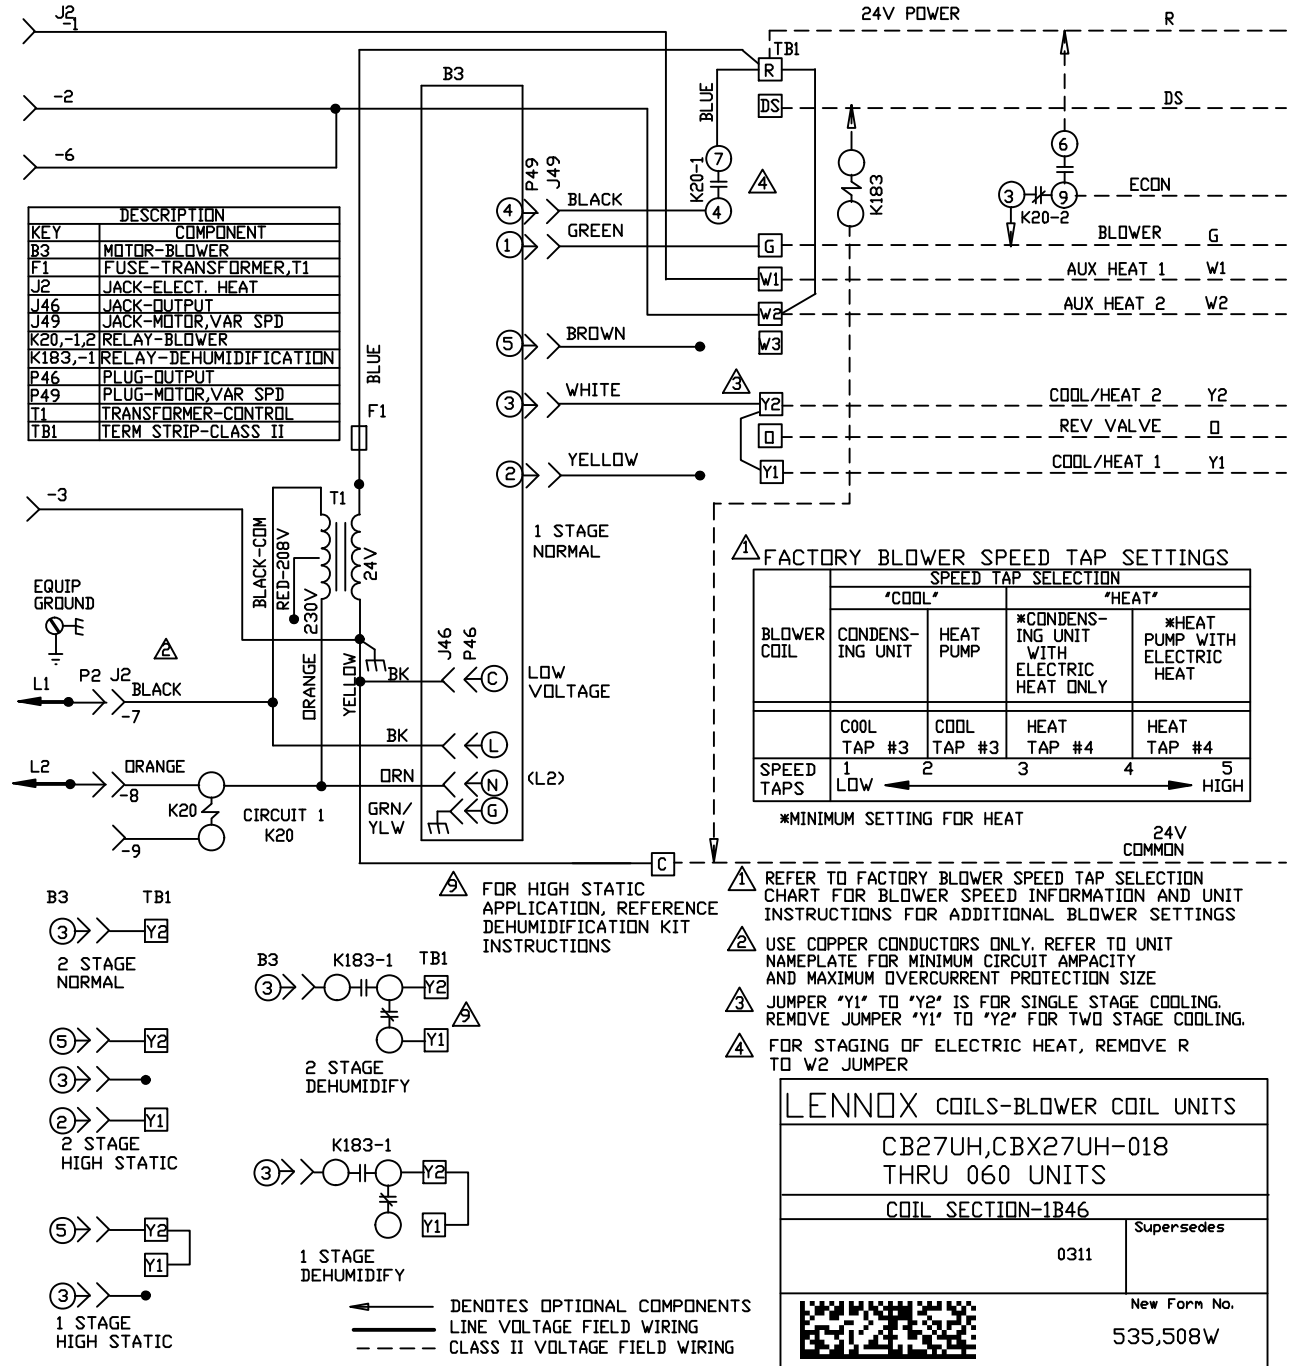 J2
-1
24V POWER
R
TB1
B3
R
-2
BLUE
DS
DS
-6
P49
J49
K20-1
7
4
K183
6
ECON
3
9
K20-2
4
BLACK
4
1
GREEN
G
BLOWER G
W1
AUX HEAT 1 W1
W2
AUX HEAT 2 W2
W3
DESCRIPTION
KEY COMPONENT
B3 MOTOR-BLOWER
F1 FUSE-TRANSFORMER,T1
J2 JACK-ELECT. HEAT
J46 JACK-OUTPUT
J49 JACK-MOTOR,VAR SPD
K20,-1,2 RELAY-BLOWER
K183,-1 RELAY-DEHUMIDIFICATION
P46 PLUG-OUTPUT
P49 PLUG-MOTOR,VAR SPD
T1 TRANSFORMER-CONTROL
TB1 TERM STRIP-CLASS II
5
BROWN
BLUE
F1
3
WHITE
3
Y2
COOL/HEAT 2 Y2
O
REV VALVE O
2
YELLOW
Y1
COOL/HEAT 1 Y1
-3
T1
BLACK-COM
RED-208V
230V
24V
1 STAGE
NORMAL
EQUIP
GROUND
2
L1
P2 J2
BLACK
-7
ORANGE
YELLOW
J46
P46
BK
C
LOW
VOLTAGE
BK
L
L2
ORANGE
-8
ORN
N
(L2)
K20
CIRCUIT 1
K20
GRN/
YLW
G
-9
C
24V
COMMON
1
FACTORY BLOWER SPEED TAP SETTINGS
SPEED TAP SELECTION
"COOL" "HEAT"
BLOWER
COIL
CONDENS-
ING UNIT
HEAT
PUMP
*CONDENS-
ING UNIT
WITH
ELECTRIC
HEAT ONLY
*HEAT
PUMP WITH
ELECTRIC
HEAT
COOL
TAP #3
COOL
TAP #3
HEAT
TAP #4
HEAT
TAP #4
SPEED
TAPS
1 2 3 4 5
LOW HIGH
*MINIMUM SETTING FOR HEAT
9
FOR HIGH STATIC
APPLICATION, REFERENCE
DEHUMIDIFICATION KIT
INSTRUCTIONS
1
REFER TO FACTORY BLOWER SPEED TAP SELECTION
CHART FOR BLOWER SPEED INFORMATION AND UNIT
INSTRUCTIONS FOR ADDITIONAL BLOWER SETTINGS
2
USE COPPER CONDUCTORS ONLY. REFER TO UNIT
NAMEPLATE FOR MINIMUM CIRCUIT AMPACITY
AND MAXIMUM OVERCURRENT PROTECTION SIZE
3
JUMPER "Y1" TO "Y2" IS FOR SINGLE STAGE COOLING.
REMOVE JUMPER "Y1" TO "Y2" FOR TWO STAGE COOLING.
4
FOR STAGING OF ELECTRIC HEAT, REMOVE R
TO W2 JUMPER
B3 TB1
3 Y2
2 STAGE
NORMAL
5 Y2
3
2 Y1
2 STAGE
HIGH STATIC
5 Y2
Y1
3
1 STAGE
HIGH STATIC
B3 K183-1 TB1
3 Y2
Y1
9
2 STAGE
DEHUMIDIFY
K183-1
3 Y2
Y1
1 STAGE
DEHUMIDIFY
DENOTES OPTIONAL COMPONENTS
LINE VOLTAGE FIELD WIRING
CLASS II VOLTAGE FIELD WIRING
LENNOX COILS-BLOWER COIL UNITS
CB27UH,CBX27UH-018
THRU 060 UNITS
COIL SECTION-1B46
Supersedes
0311
New Form No.
535,508W